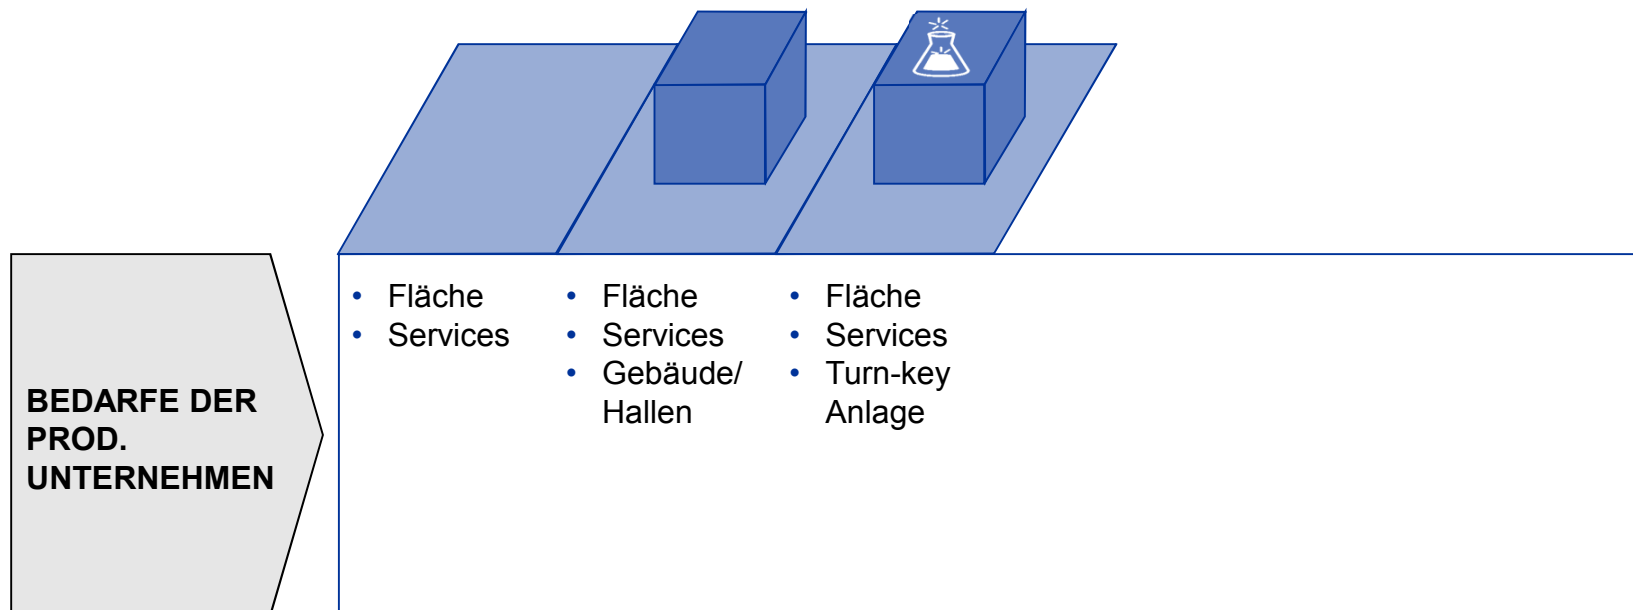 BEDARFE DER
PROD.
UNTERNEHMEN
• Fläche
• Services
• Fläche
• Services
• Gebäude/
Hallen
• Fläche
• Services
• Turn-key
Anlage